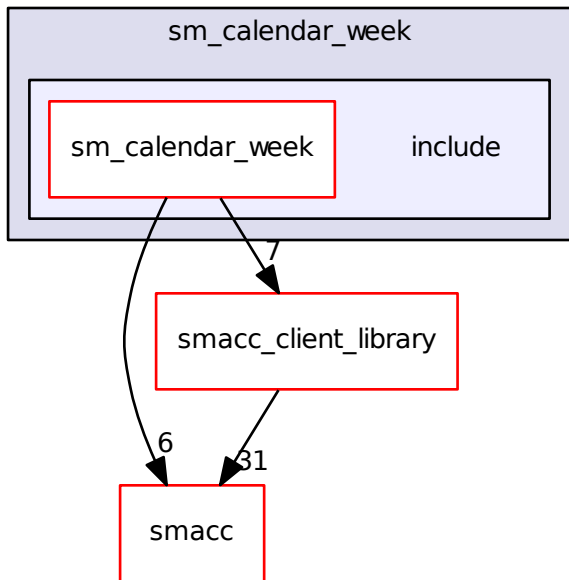 sm_calendar_week
sm_calendar_week
include
7
smacc_client_library
6
31
smacc